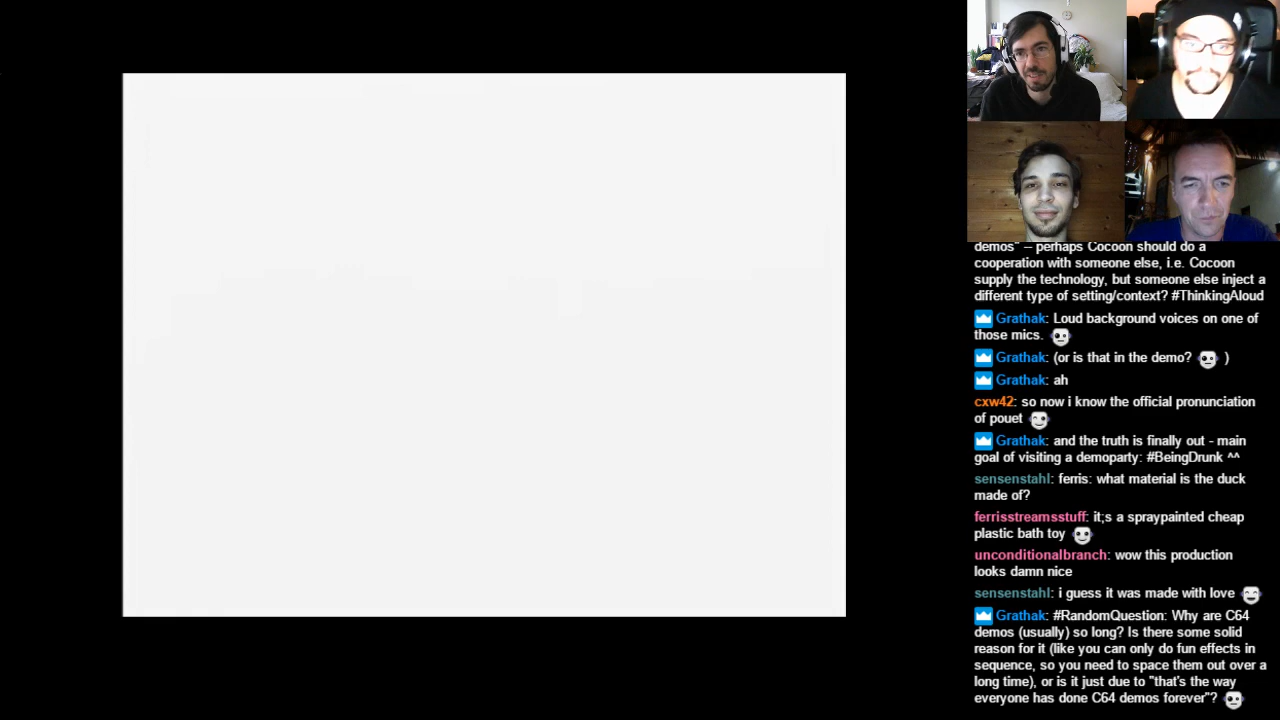 demos" -- perhaps Cocoon should do a
cooperation with someone else, i.e. Cocoon
supply the technology, but someone else inject a
different type of setting/context? #ThinkingAloud
Grathak: Loud background voices on one of
those mics.
Grathak: (or is that in the demo? )
Grathak: ah
cxw42: so now i know the official pronunciation
of pouet
Grathak: and the truth is finally out - main
goal of visiting a demoparty: #BeingDrunk ^^
sensenstahl: ferris: what material is the duck
made of?
ferrisstreamsstuff: it;s a spraypainted cheap
plastic bath toy
unconditionalbranch: wow this production
looks damn nice
sensenstahl: i guess it was made with love
Grathak: #RandomQuestion: Why are C64
demos (usually) so long? Is there some solid
reason for it (like you can only do fun effects in
sequence, so you need to space them out over a
long time), or is it just due to "that's the way
everyone has done C64 demos forever"?